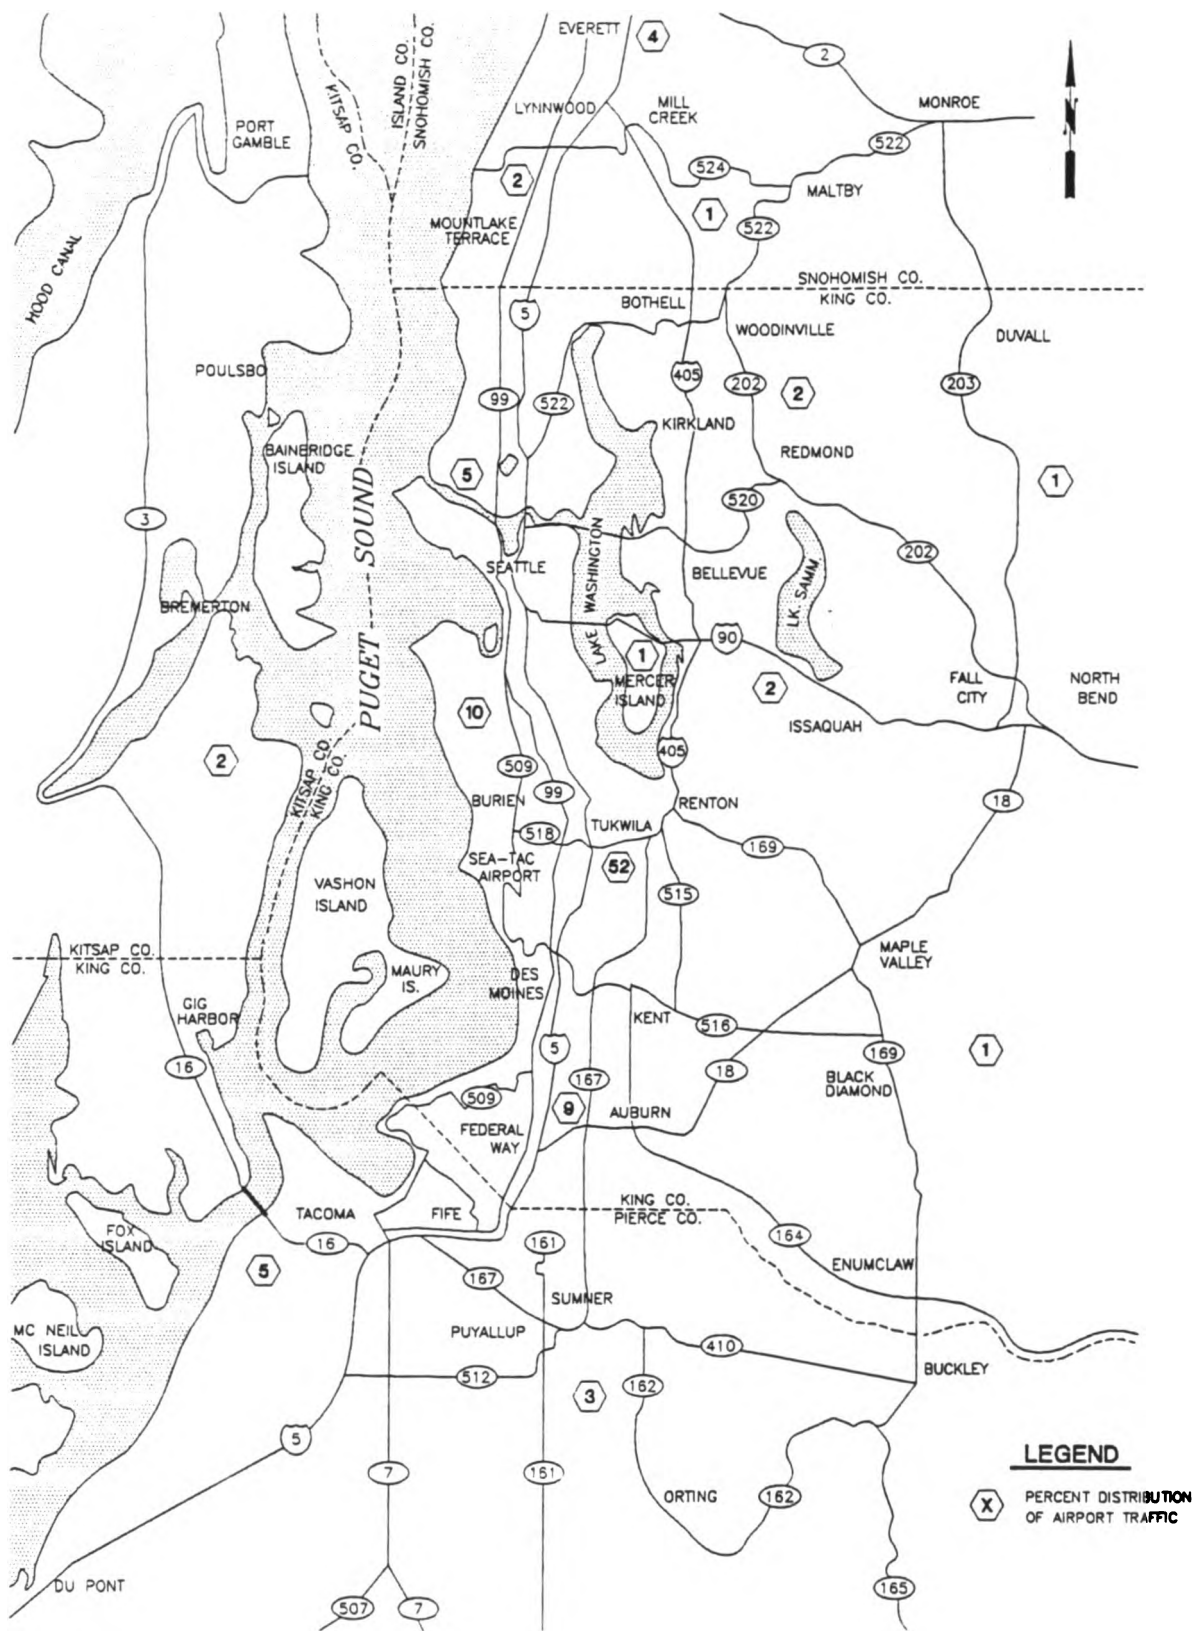 EVERETT
4
2
LYNNWOOD
MILL
CREEK
MONROE
ISLAND CO.
SNOHOMISH CO.
KITSAP CO.
PORT
GAMBLE
N
522
524
2
MALTBY
1
522
MOUNTLAKE
TERRACE
HOOD CANAL
SNOHOMISH CO.
KING CO.
BOTHELL
5
WOODINVILLE
DUVALL
POULSBO
405
99
522
202
2
203
KIRKLAND
BAINBRIDGE
ISLAND
REDMOND
5
1
520
3
PUGET SOUND
202
SEATTLE
LAKE WASHINGTON
BELLEVUE
LK. SAMM.
BREMERTON
90
1
MERCER
ISLAND
2
FALL
CITY
NORTH
BEND
10
ISSAQUAH
405
2
KITSAP CO.
KING CO.
509
99
BURIEN
RENTON
18
TUKWILA
518
169
SEA-TAC
AIRPORT
52
VASHON
ISLAND
515
KITSAP CO.
KING CO.
MAPLE
VALLEY
MAURY
IS.
DES
MOINES
GIG
HARBOR
KENT
516
5
1
169
16
18
167
BLACK
DIAMOND
509
9
AUBURN
FEDERAL
WAY
KING CO.
PIERCE CO.
TACOMA
FIFE
FOX
ISLAND
16
161
164
5
167
ENUMCLAW
SUMNER
MC NEIL
ISLAND
PUYALLUP
410
BUCKLEY
512
162
3
5
LEGEND
7
161
ORTING
162
X
PERCENT DISTRIBUTION
OF AIRPORT TRAFFIC
DU PONT
165
507
7